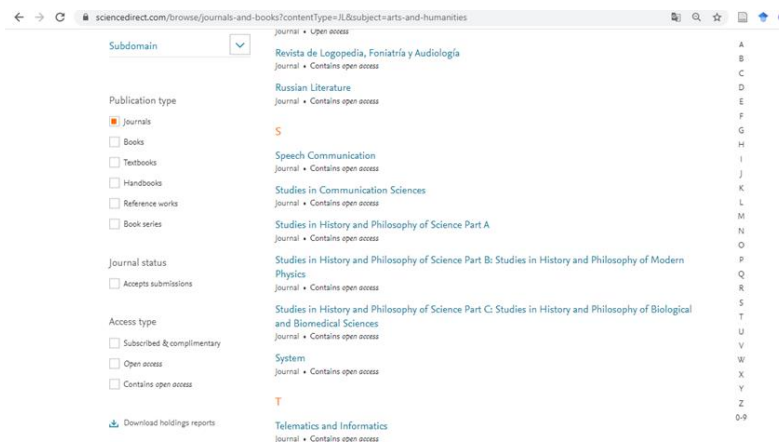 sciencedirect.com/browse/journals-and-books?contentType=JL&subject=arts-and-humanities
Subdomain
Publication type
Journals
Books
Textbooks
Handbooks
Reference works
Book series
Journal status
Accepts submissions
Access type
Subscribed & complimentary
Open access
Contains open access
Download holdings reports
Journal • Open access
Revista de Logopedia, Foniatría y Audiología
Journal • Contains open access
Russian Literature
Journal • Contains open access
S
Speech Communication
Journal • Contains open access
Studies in Communication Sciences
Journal • Contains open access
Studies in History and Philosophy of Science Part A
Journal • Contains open access
Studies in History and Philosophy of Science Part B: Studies in History and Philosophy of Modern
Physics
Journal • Contains open access
Studies in History and Philosophy of Science Part C: Studies in History and Philosophy of Biological
and Biomedical Sciences
Journal • Contains open access
System
Journal • Contains open access
T
Telematics and Informatics
Journal • Contains open access
A
B
C
D
E
F
G
H
I
J
K
L
M
N
O
P
Q
R
S
T
U
V
W
X
Y
Z
0-9